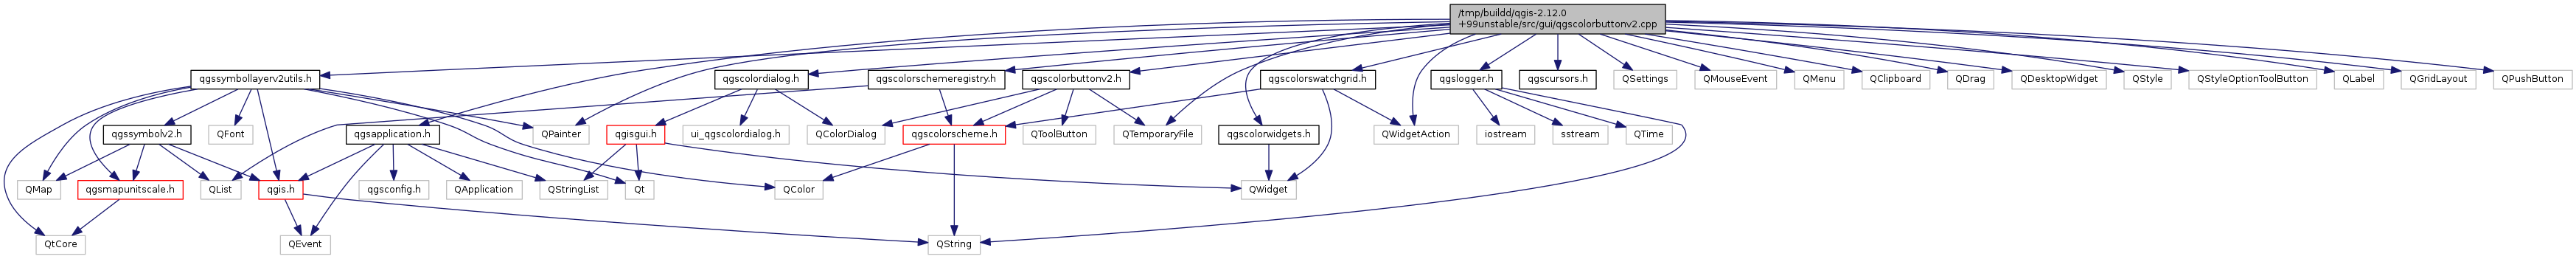 /tmp/buildd/qgis-2.12.0
+99unstable/src/gui/qgscolorbuttonv2.cpp
qgssymbollayerv2utils.h
qgscolordialog.h
qgscolorschemeregistry.h
qgscolorbuttonv2.h
qgscolorswatchgrid.h
qgslogger.h
qgscursors.h
QSettings
QMouseEvent
QMenu
QClipboard
QDrag
QDesktopWidget
QStyle
QStyleOptionToolButton
QLabel
QGridLayout
QPushButton
qgssymbolv2.h
QFont
qgsapplication.h
QPainter
qgisgui.h
ui_qgscolordialog.h
QColorDialog
qgscolorscheme.h
QToolButton
QTemporaryFile
qgscolorwidgets.h
QWidgetAction
iostream
sstream
QTime
QMap
qgsmapunitscale.h
QList
qgis.h
qgsconfig.h
QApplication
QStringList
Qt
QColor
QWidget
QtCore
QEvent
QString